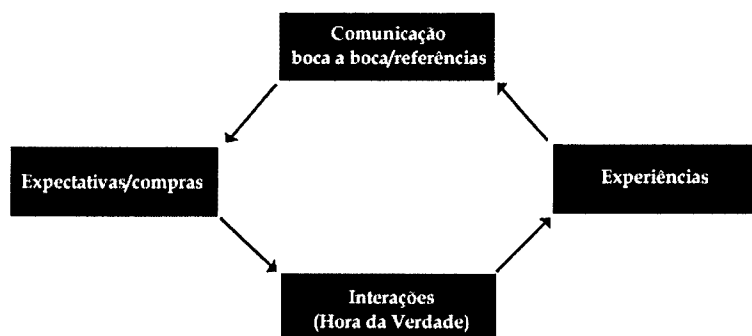 Comunicação
boca a boca/referências
Expectativas/compras
Experiências
Interações
(Hora da Verdade)